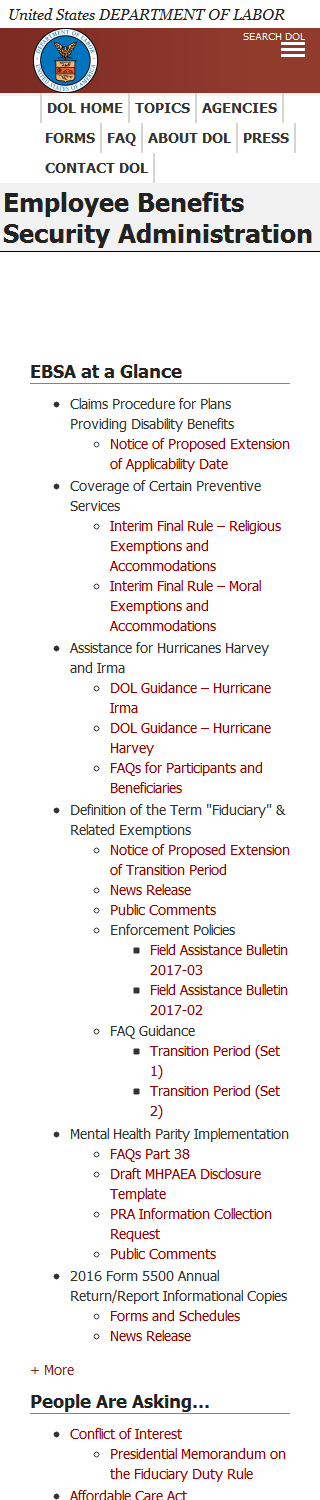 United States DEPARTMENT OF LABOR
SEARCH DOL
DOL HOME TOPICS AGENCIES
FORMS FAQ ABOUT DOL PRESS
CONTACT DOL
Employee Benefits
Security Administration
EBSA at a Glance
Claims Procedure for Plans
Providing Disability Benefits
Notice of Proposed Extension
of Applicability Date
Coverage of Certain Preventive
Services
Interim Final Rule – Religious
Exemptions and
Accommodations
Interim Final Rule – Moral
Exemptions and
Accommodations
Assistance for Hurricanes Harvey
and Irma
DOL Guidance – Hurricane
Irma
DOL Guidance – Hurricane
Harvey
FAQs for Participants and
Beneficiaries
Definition of the Term "Fiduciary" &
Related Exemptions
Notice of Proposed Extension
of Transition Period
News Release
Public Comments
Enforcement Policies
Field Assistance Bulletin
2017-03
Field Assistance Bulletin
2017-02
FAQ Guidance
Transition Period (Set
1)
Transition Period (Set
2)
Mental Health Parity Implementation
FAQs Part 38
Draft MHPAEA Disclosure
Template
PRA Information Collection
Request
Public Comments
2016 Form 5500 Annual
Return/Report Informational Copies
Forms and Schedules
News Release
+ More
People Are Asking...
Conflict of Interest
Presidential Memorandum on
the Fiduciary Duty Rule
Affordable Care Act